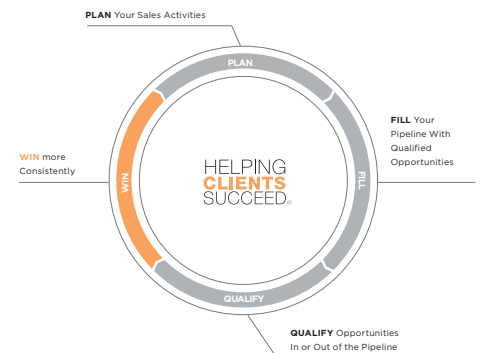 PLAN Your Sales Activities
PLAN
FILL Your
Pipeline With
Qualified
Opportunities
WIN more
Consistently
HELPING
CLIENTS
SUCCEED®
WIN
FILL
QUALIFY
QUALIFY Opportunities
In or Out of the Pipeline